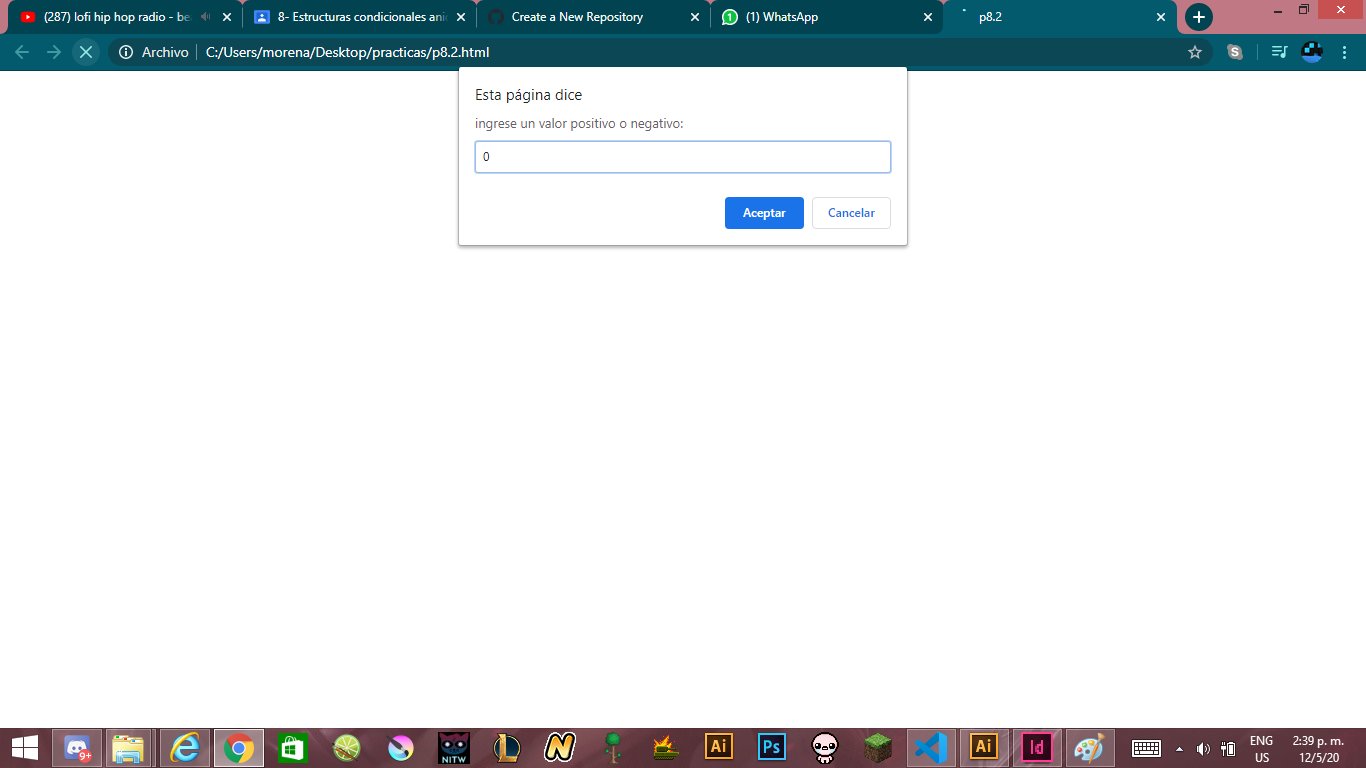 (287) lofi hip hop radio - be
8- Estructuras condicionales ani
Create a New Repository
1 (1) WhatsApp
p8.2
Archivo C:/Users/morena/Desktop/practicas/p8.2.html
Esta página dice
ingrese un valor positivo o negativo:
0
Aceptar Cancelar
9+
NITW
N
Ai
Ps
Ai
Id
ENG
US
2:39 p. m.
12/5/20